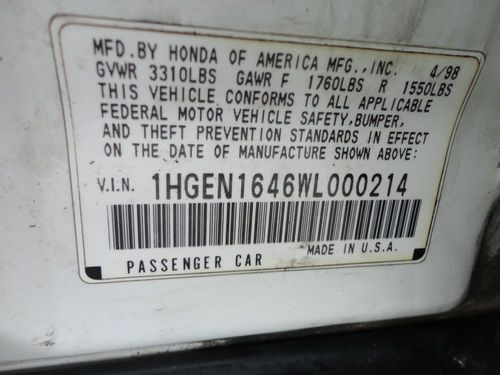 MFD. BY HONDA OF AMERICA MFG., INC. 4/98
GVWR 3310LBS GAWR F 1760LBS R 1550LBS
THIS VEHICLE CONFORMS TO ALL APPLICABLE
FEDERAL MOTOR VEHICLE SAFETY, BUMPER,
AND THEFT PREVENTION STANDARDS IN EFFECT
ON THE DATE OF MANUFACTURE SHOWN ABOVE:
V.I.N. 1HGEN1646WL000214
PASSENGER CAR MADE IN U.S.A.